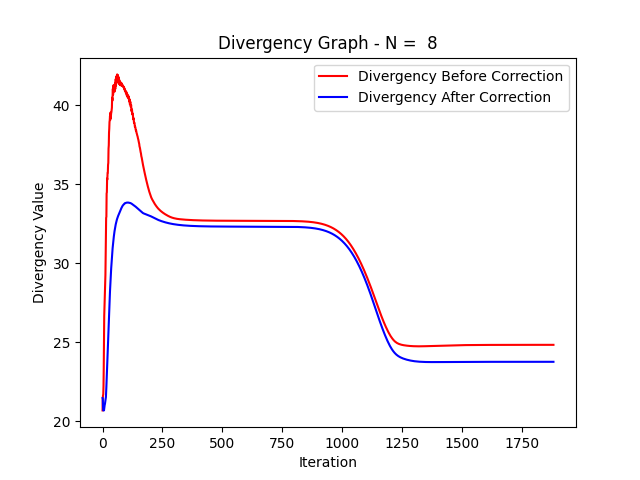 Divergency Graph - N =  8
Divergency Before Correction
Divergency After Correction
Divergency Value
40
35
30
25
20
0 250 500 750 1000 1250 1500 1750
Iteration